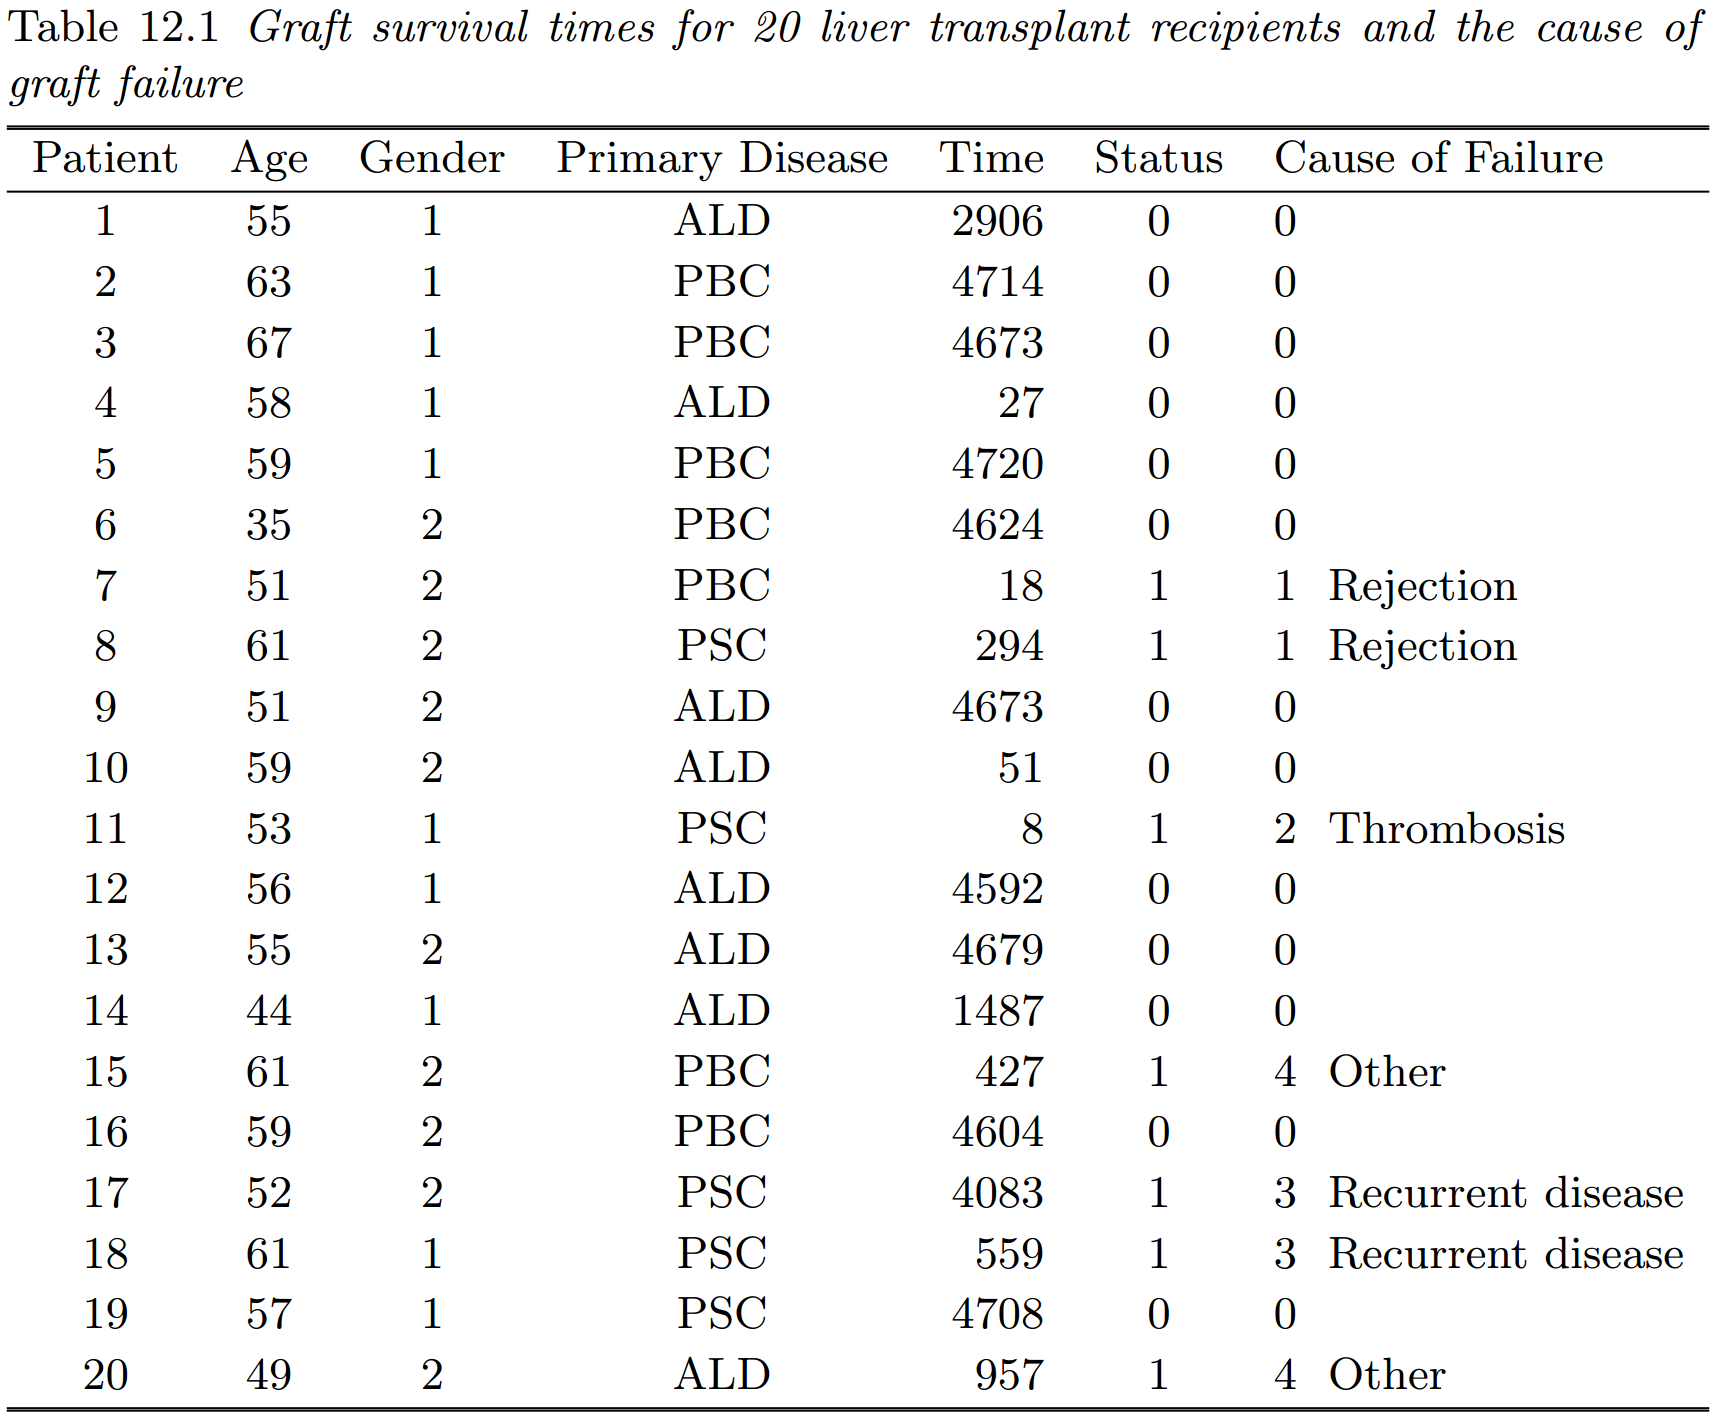 Table 12.1 Graft survival times for 20 liver transplant recipients and the cause of
graft failure
Patient Age Gender Primary Disease Time Status Cause of Failure
1 55 1 ALD 2906 0 0
2 63 1 PBC 4714 0 0
3 67 1 PBC 4673 0 0
4 58 1 ALD 27 0 0
5 59 1 PBC 4720 0 0
6 35 2 PBC 4624 0 0
7 51 2 PBC 18 1 1 Rejection
8 61 2 PSC 294 1 1 Rejection
9 51 2 ALD 4673 0 0
10 59 2 ALD 51 0 0
11 53 1 PSC 8 1 2 Thrombosis
12 56 1 ALD 4592 0 0
13 55 2 ALD 4679 0 0
14 44 1 ALD 1487 0 0
15 61 2 PBC 427 1 4 Other
16 59 2 PBC 4604 0 0
17 52 2 PSC 4083 1 3 Recurrent disease
18 61 1 PSC 559 1 3 Recurrent disease
19 57 1 PSC 4708 0 0
20 49 2 ALD 957 1 4 Other